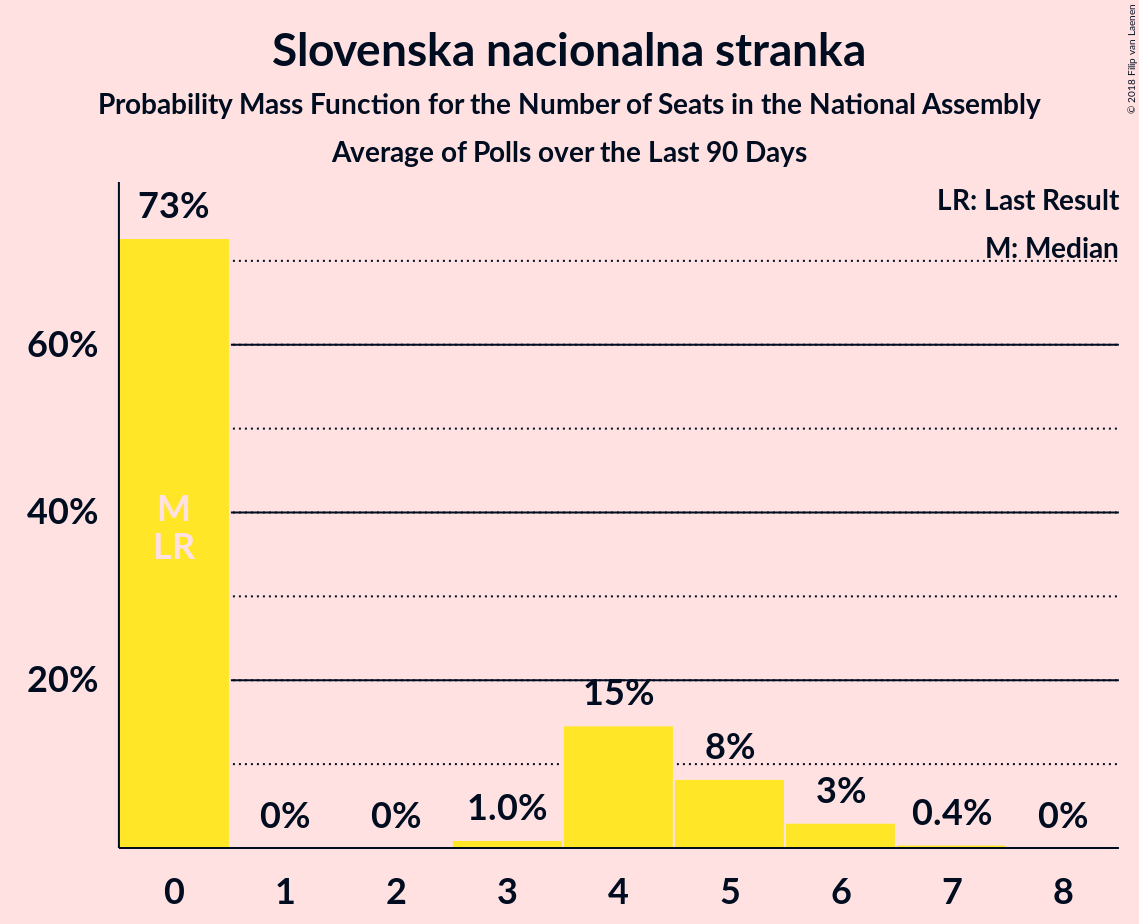 Slovenska nacionalna stranka
Probability Mass Function for the Number of Seats in the National Assembly
Average of Polls over the Last 90 Days
© 2018 Filip van Laenen
LR: Last Result
M: Median
73%
60%
40%
20%
M
LR
0%
0%
1.0%
15%
8%
3%
0.4%
0%
0 1 2 3 4 5 6 7 8